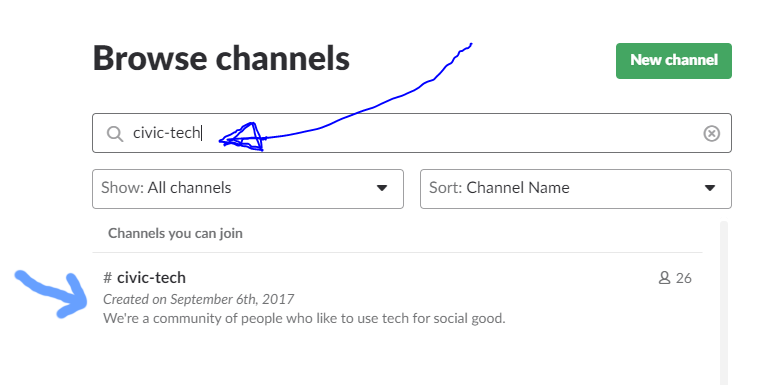 Browse channels
New channel
civic-tech
Show: All channels
Sort: Channel Name
Channels you can join
# civic-tech
26
Created on September 6th, 2017
We're a community of people who like to use tech for social good.